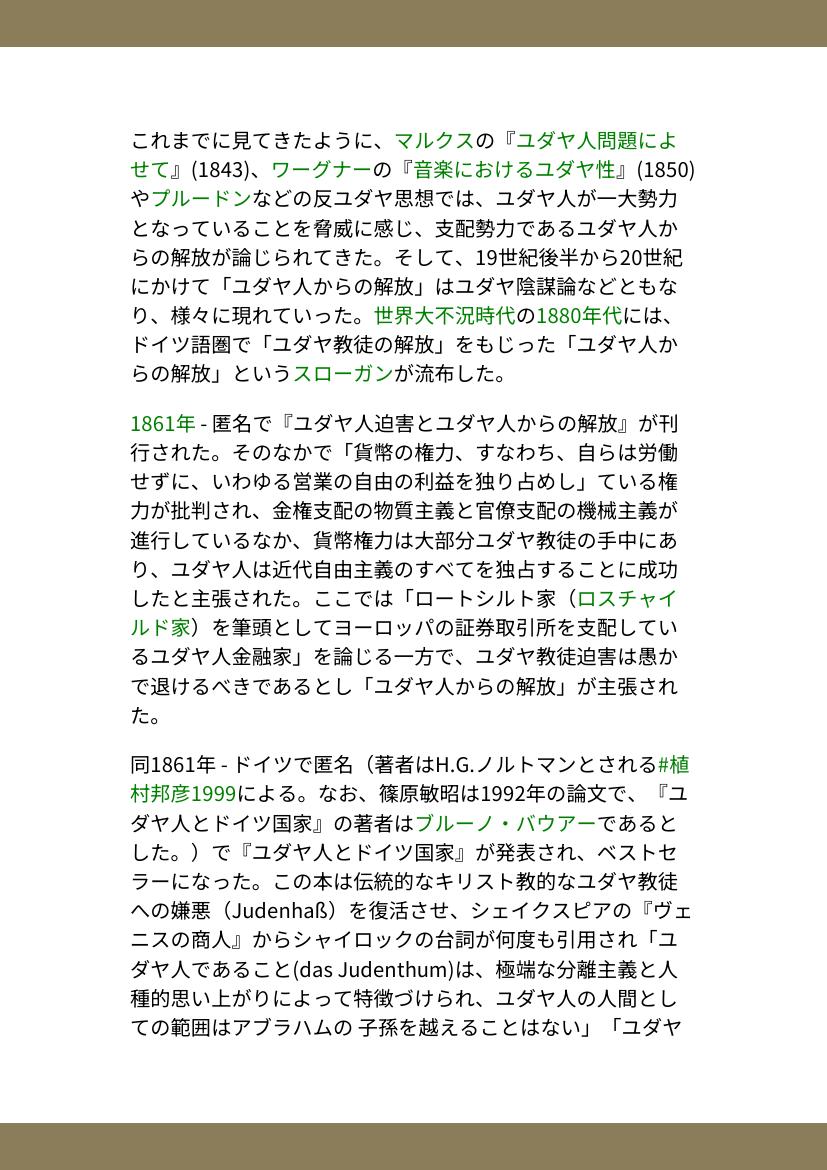 これまでに見てきたように、マルクスの『ユダヤ人問題によ
せて』(1843)、ワーグナーの『音楽におけるユダヤ性』(1850)
やプルードンなどの反ユダヤ思想では、ユダヤ人が一大勢力
となっていることを脅威に感じ、支配勢力であるユダヤ人か
らの解放が論じられてきた。そして、19世紀後半から20世紀
にかけて「ユダヤ人からの解放」はユダヤ陰謀論などともな
り、様々に現れていった。世界大不況時代の1880年代には、
ドイツ語圏で「ユダヤ教徒の解放」をもじった「ユダヤ人か
らの解放」というスローガンが流布した。
1861年 - 匿名で『ユダヤ人迫害とユダヤ人からの解放』が刊
行された。そのなかで「貨幣の権力、すなわち、自らは労働
せずに、いわゆる営業の自由の利益を独り占めし」ている権
力が批判され、金権支配の物質主義と官僚支配の機械主義が
進行しているなか、貨幣権力は大部分ユダヤ教徒の手中にあ
り、ユダヤ人は近代自由主義のすべてを独占することに成功
したと主張された。ここでは「ロートシルト家（ロスチャイ
ルド家）を筆頭としてヨーロッパの証券取引所を支配してい
るユダヤ人金融家」を論じる一方で、ユダヤ教徒迫害は愚か
で退けるべきであるとし「ユダヤ人からの解放」が主張され
た。
同1861年 - ドイツで匿名（著者はH.G.ノルトマンとされる#植
村邦彦1999による。なお、篠原敏昭は1992年の論文で、『ユ
ダヤ人とドイツ国家』の著者はブルーノ・バウアーであると
した。）で『ユダヤ人とドイツ国家』が発表され、ベストセ
ラーになった。この本は伝統的なキリスト教的なユダヤ教徒
への嫌悪（Judenhaß）を復活させ、シェイクスピアの『ヴェ
ニスの商人』からシャイロックの台詞が何度も引用され「ユ
ダヤ人であること(das Judenthum)は、極端な分離主義と人
種的思い上がりによって特徴づけられ、ユダヤ人の人間とし
ての範囲はアブラハムの 子孫を越えることはない」「ユダヤ